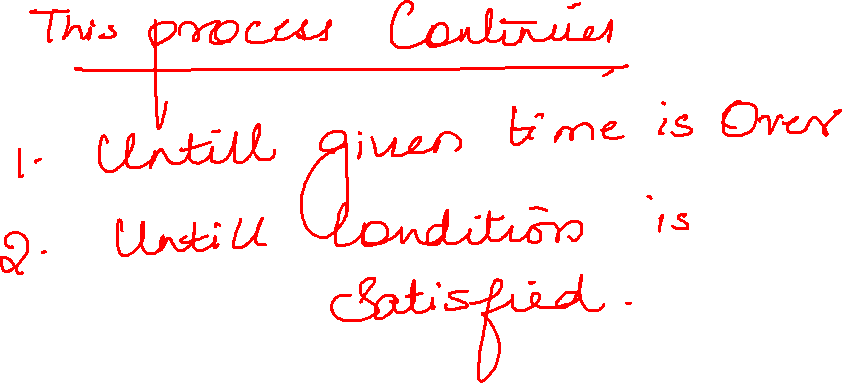 This process Continues
1. Untill given time is Over
2. Untill Condition is
Satisfied.